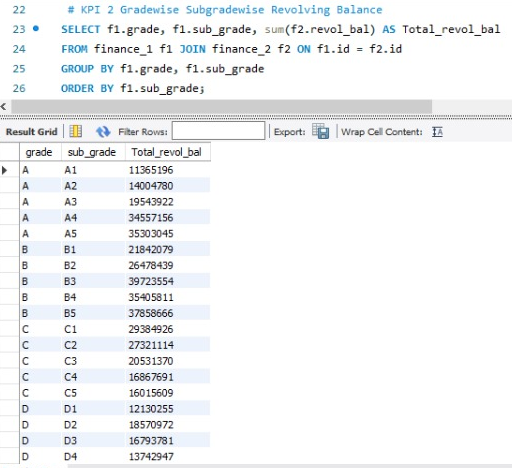 22 # KPI 2 Gradewise Subgradewise Revolving Balance
23 SELECT f1.grade, f1.sub_grade, sum(f2.revol_bal) AS Total_revol_bal
24 FROM finance_1 f1 JOIN finance_2 f2 ON f1.id = f2.id
25 GROUP BY f1.grade, f1.sub_grade
26 ORDER BY f1.sub_grade;
Result Grid Filter Rows: Export: Wrap Cell Content: IA
grade sub_grade Total_revol_bal
A A1 11365196
A A2 14004780
A A3 19543922
A A4 34557156
A A5 35303045
B B1 21842079
B B2 26478439
B B3 39723554
B B4 35405811
B B5 37858666
C C1 29384926
C C2 27321114
C C3 20531370
C C4 16867691
C C5 16015609
D D1 12130255
D D2 18570972
D D3 16793781
D D4 13742947